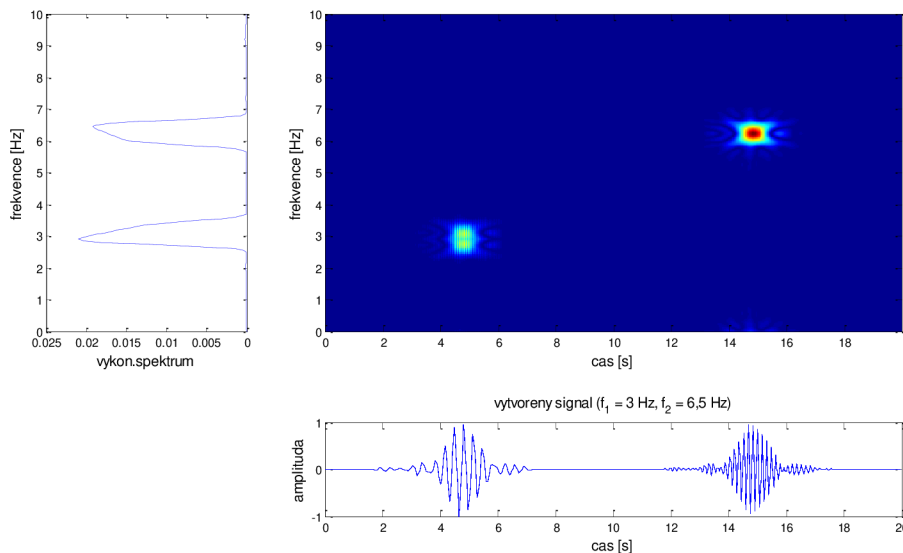 10
9
8
7
6
5
4
3
2
1
0
frekvence [Hz]
0.025 0.02 0.015 0.01 0.005 0
vykon.spektrum
10
9
8
7
6
5
4
3
2
1
0
frekvence [Hz]
0 2 4 6 8 10 12 14 16 18 20
cas [s]
vytvoreny signal (f1 = 3 Hz, f2 = 6,5 Hz)
1
0
-1
amplituda
0 2 4 6 8 10 12 14 16 18 20
cas [s]